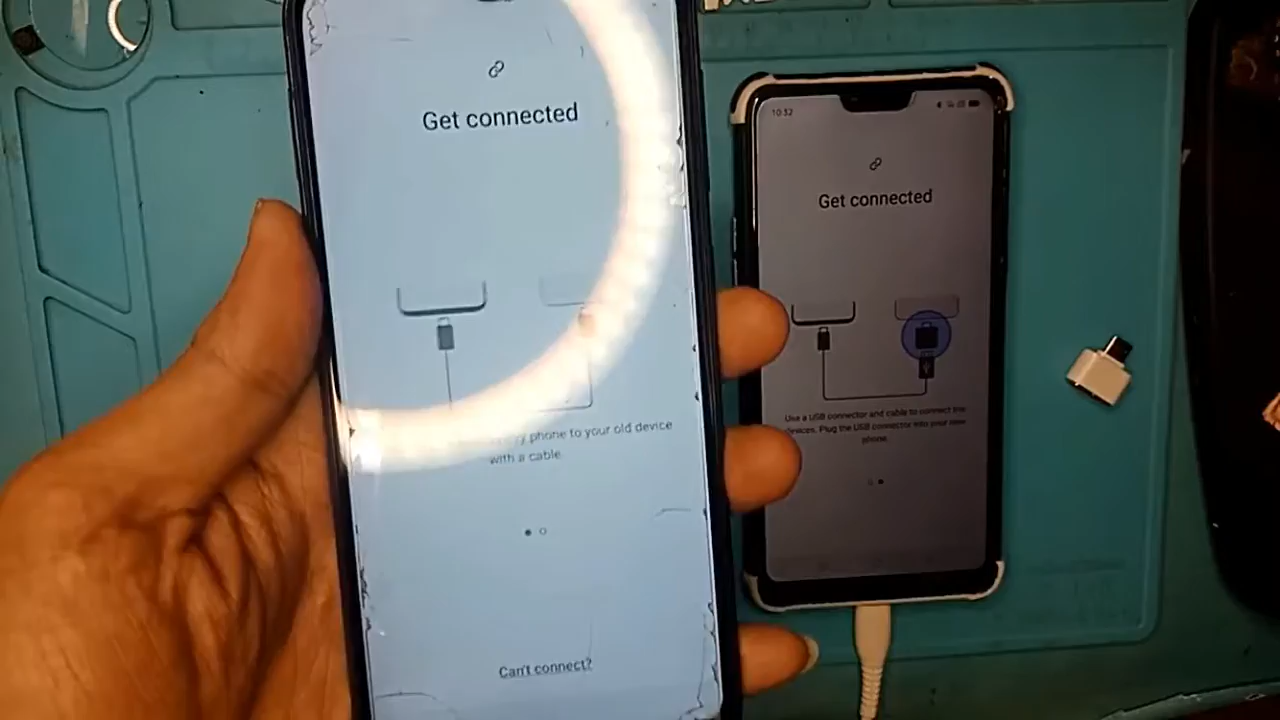 Get connected
phone to your old device
with a cable.
Can't connect?
10:32
Get connected
Use a USB connector and cable to connect the
devices. Plug the USB connector into your new
phone.